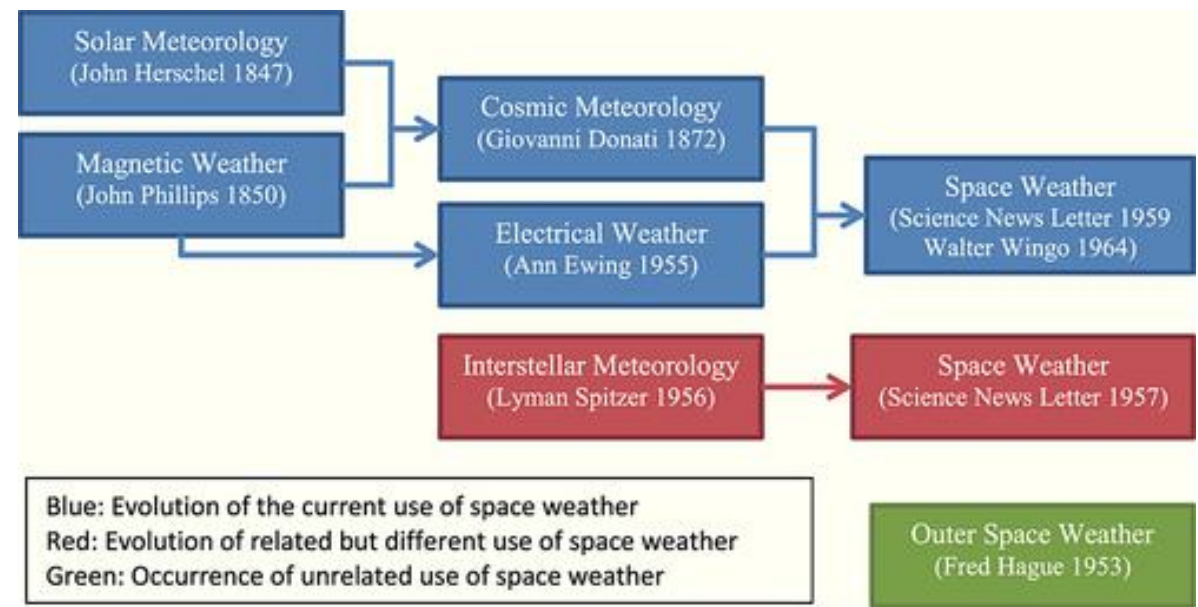 Solar Meteorology
(John Herschel 1847)
Magnetic Weather
(John Phillips 1850)
Cosmic Meteorology
(Giovanni Donati 1872)
Electrical Weather
(Ann Ewing 1955)
Space Weather
(Science News Letter 1959
Walter Wingo 1964)
Interstellar Meteorology
(Lyman Spitzer 1956)
Space Weather
(Science News Letter 1957)
Blue: Evolution of the current use of space weather
Red: Evolution of related but different use of space weather
Green: Occurrence of unrelated use of space weather
Outer Space Weather
(Fred Hague 1953)